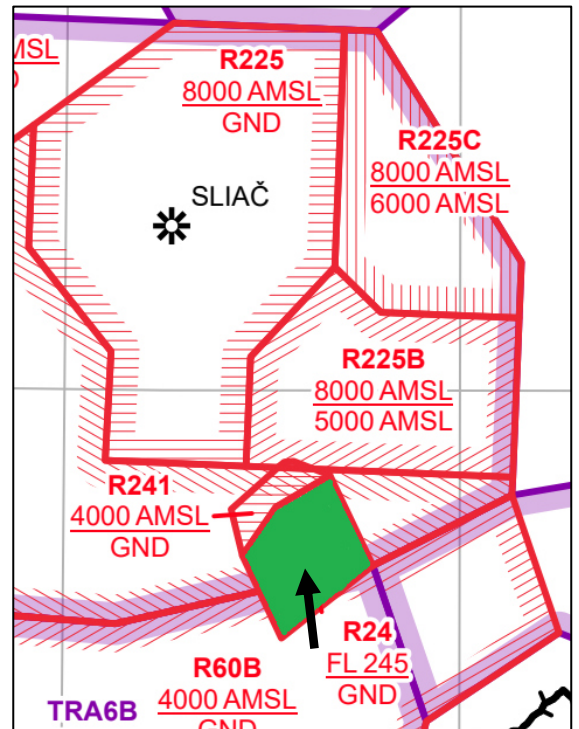 MSL
R225
8000 AMSL
GND
R225C
8000 AMSL
6000 AMSL
SLIAČ
R225B
8000 AMSL
5000 AMSL
R241
4000 AMSL
GND
R24
FL 245
GND
R60B
4000 AMSL
GND
TRA6B